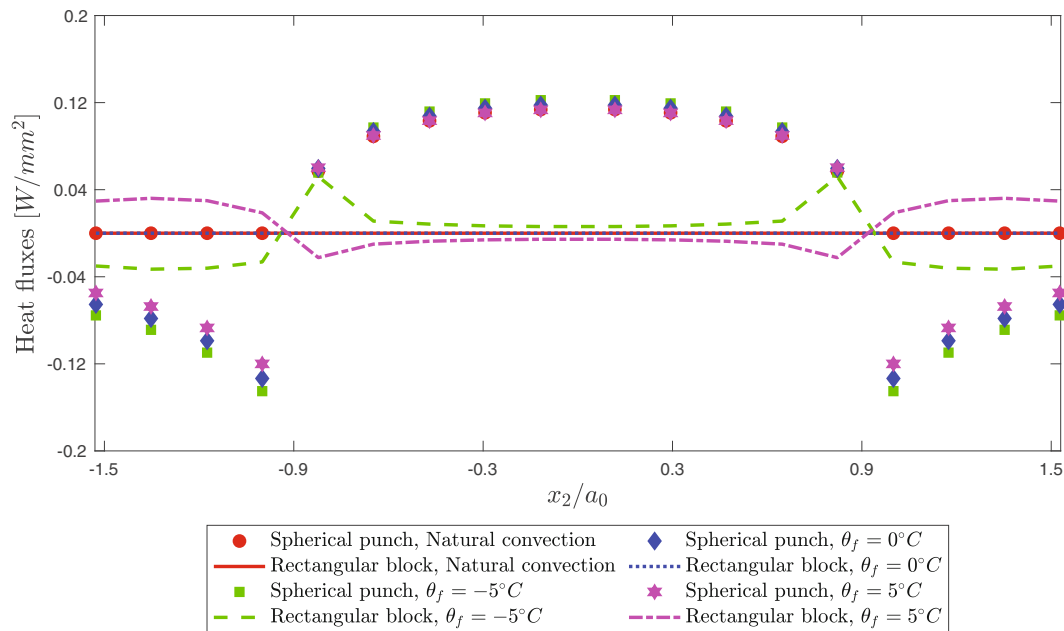 0.2
0.12
0.04
-0.04
-0.12
-0.2
Heat fluxes [W/mm²]
-1.5 -0.9 -0.3 0.3 0.9 1.5
x₂/a₀
Spherical punch, Natural convection
Rectangular block, Natural convection
Spherical punch, θ_f = −5°C
Rectangular block, θ_f = −5°C
Spherical punch, θ_f = 0°C
Rectangular block, θ_f = 0°C
Spherical punch, θ_f = 5°C
Rectangular block, θ_f = 5°C